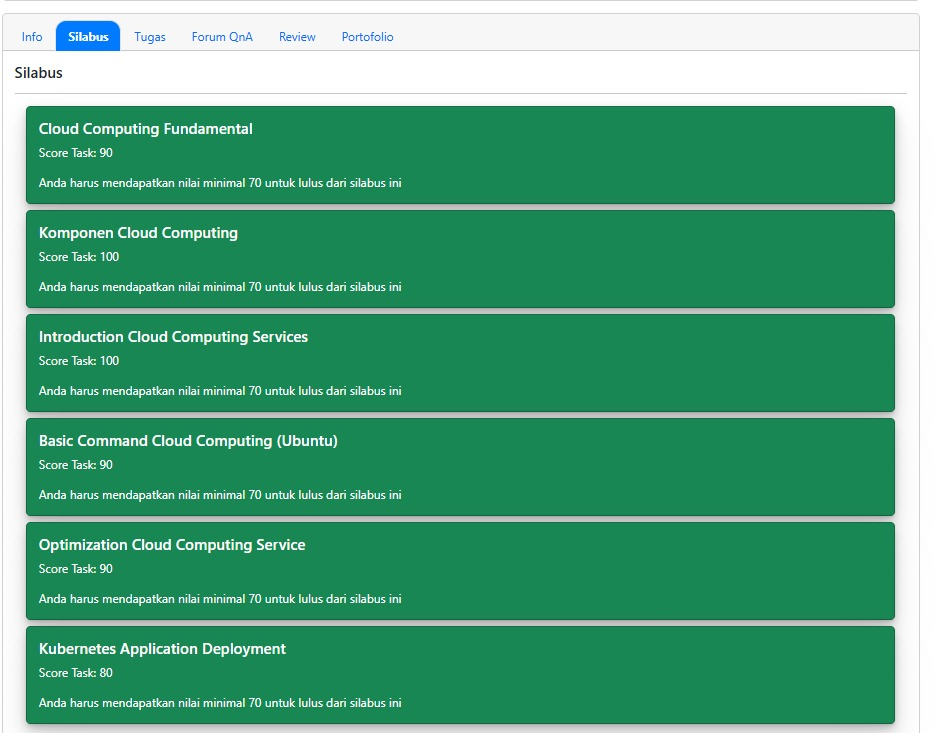 Info Silabus Tugas Forum QnA Review Portofolio
Silabus
Cloud Computing Fundamental
Score Task: 90
Anda harus mendapatkan nilai minimal 70 untuk lulus dari silabus ini
Komponen Cloud Computing
Score Task: 100
Anda harus mendapatkan nilai minimal 70 untuk lulus dari silabus ini
Introduction Cloud Computing Services
Score Task: 100
Anda harus mendapatkan nilai minimal 70 untuk lulus dari silabus ini
Basic Command Cloud Computing (Ubuntu)
Score Task: 90
Anda harus mendapatkan nilai minimal 70 untuk lulus dari silabus ini
Optimization Cloud Computing Service
Score Task: 90
Anda harus mendapatkan nilai minimal 70 untuk lulus dari silabus ini
Kubernetes Application Deployment
Score Task: 80
Anda harus mendapatkan nilai minimal 70 untuk lulus dari silabus ini